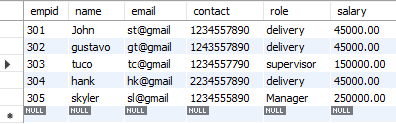 empid name email contact role salary
301 John st@gmail 1234557890 delivery 45000.00
302 gustavo gt@gmail 1234543890 delivery 45000.00
303 tuco tc@gmail 1234557790 supervisor 150000.00
304 hank hk@gmail 2234557890 delivery 45000.00
305 skyler sl@gmail 1234555890 Manager 250000.00
NULL NULL NULL NULL NULL NULL